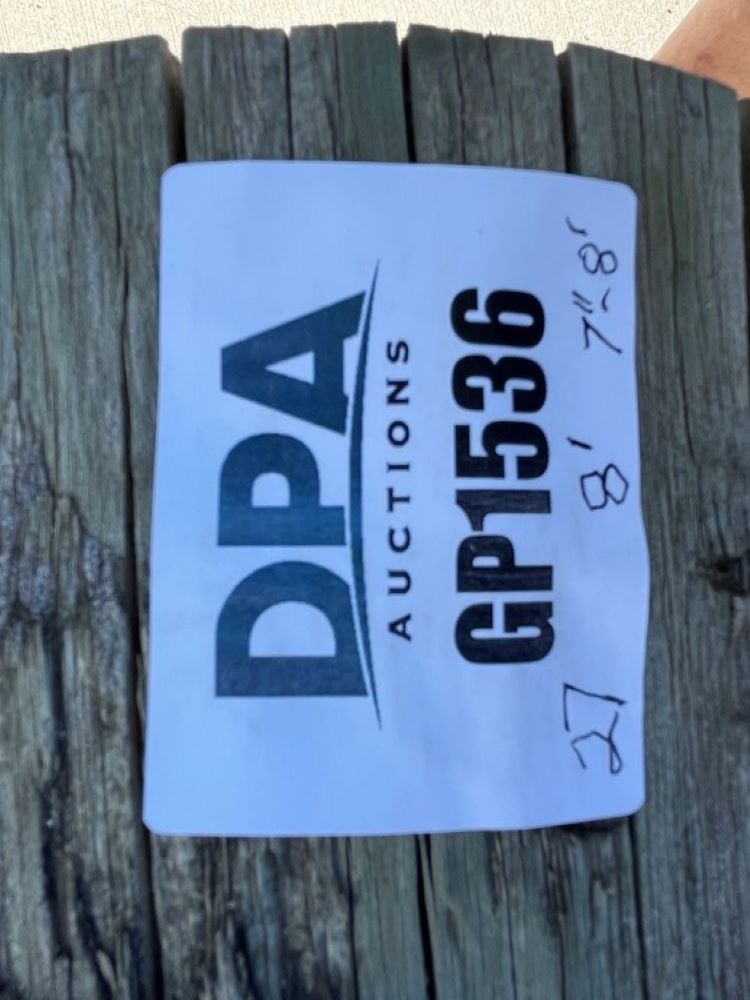 DPA
AUCTIONS
GP1536
27 8' 7"-8'